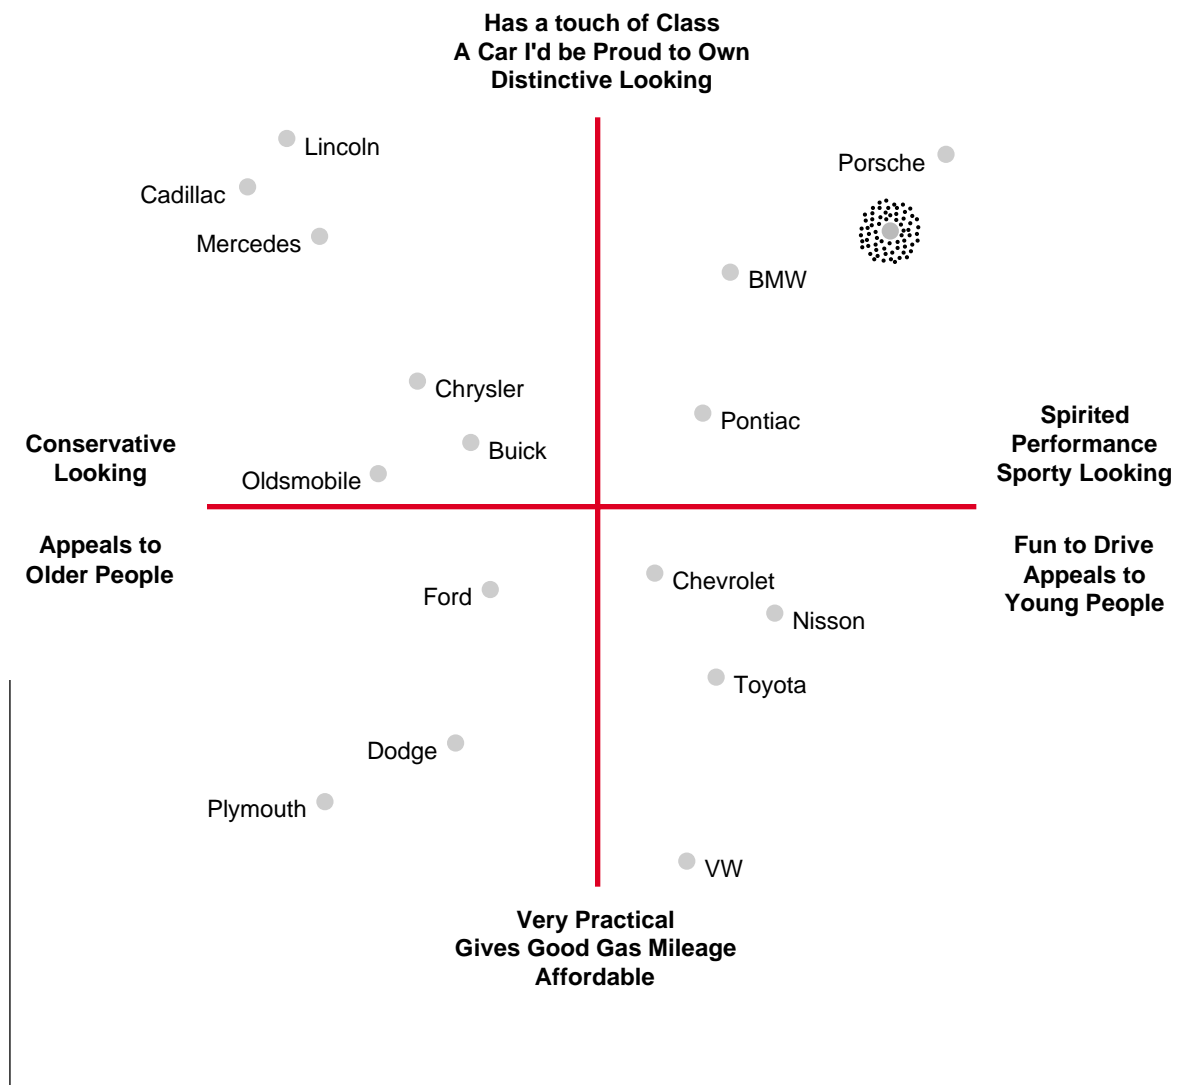 Has a touch of Class
A Car I'd be Proud to Own
Distinctive Looking
Lincoln
Porsche
Cadillac
Mercedes
BMW
Chrysler
Pontiac
Buick
Oldsmobile
Conservative
Looking
Spirited
Performance
Sporty Looking
Appeals to
Older People
Fun to Drive
Appeals to
Young People
Ford
Chevrolet
Nisson
Toyota
Dodge
Plymouth
VW
Very Practical
Gives Good Gas Mileage
Affordable